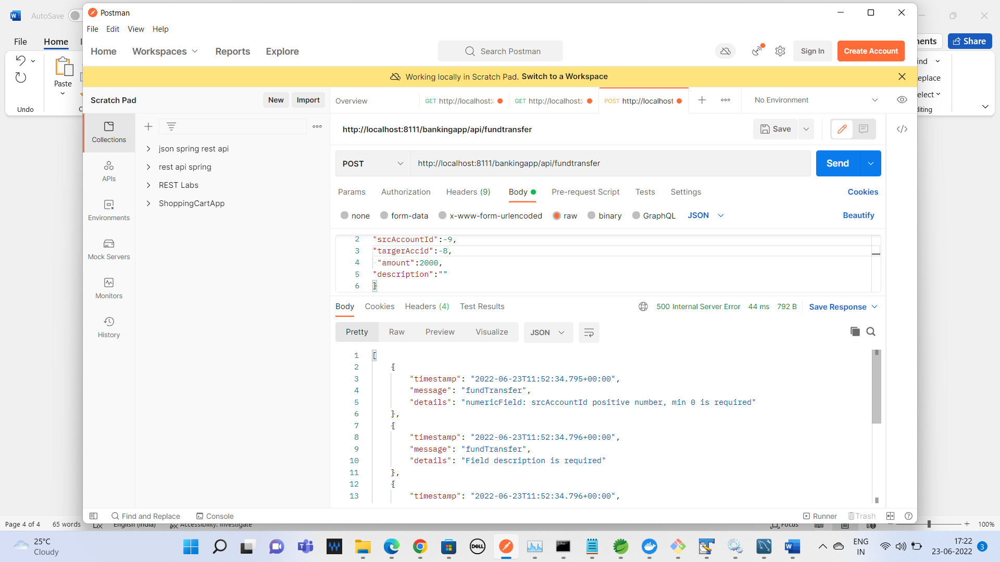 AutoSave
Postman
File Edit View Help
File Home
Home Workspaces Reports Explore
Search Postman
Sign In Create Account
Share
Paste
Undo
Working locally in Scratch Pad. Switch to a Workspace
Scratch Pad New Import
Overview
GET http://localhost:
GET http://localhost:
POST http://localhost
No Environment
Collections
APIs
Environments
Mock Servers
Monitors
History
json spring rest api
rest api spring
REST Labs
ShoppingCartApp
http://localhost:8111/bankingapp/api/fundtransfer
Save
</>
POST http://localhost:8111/bankingapp/api/fundtransfer Send
Params Authorization Headers (9) Body Pre-request Script Tests Settings Cookies
none form-data x-www-form-urlencoded raw binary GraphQL JSON Beautify
2 "srcAccountId":-9,
3 "targerAccid":-8,
4 "amount":2000,
5 "description":""
6 }
Body Cookies Headers (4) Test Results 500 Internal Server Error 44 ms 792 B Save Response
Pretty Raw Preview Visualize JSON
1 [
2 {
3 "timestamp": "2022-06-23T11:52:34.795+00:00",
4 "message": "fundTransfer",
5 "details": "numericField: srcAccountId positive number, min 0 is required"
6 },
7 {
8 "timestamp": "2022-06-23T11:52:34.796+00:00",
9 "message": "fundTransfer",
10 "details": "Field description is required"
11 },
12 {
13 "timestamp": "2022-06-23T11:52:34.796+00:00",
Find and Replace Console Runner Trash
Page 4 of 4 65 words English (India) Accessibility: Investigate Focus 100%
25°C
Cloudy
DELL
ENG
IN
17:22
23-06-2022
3